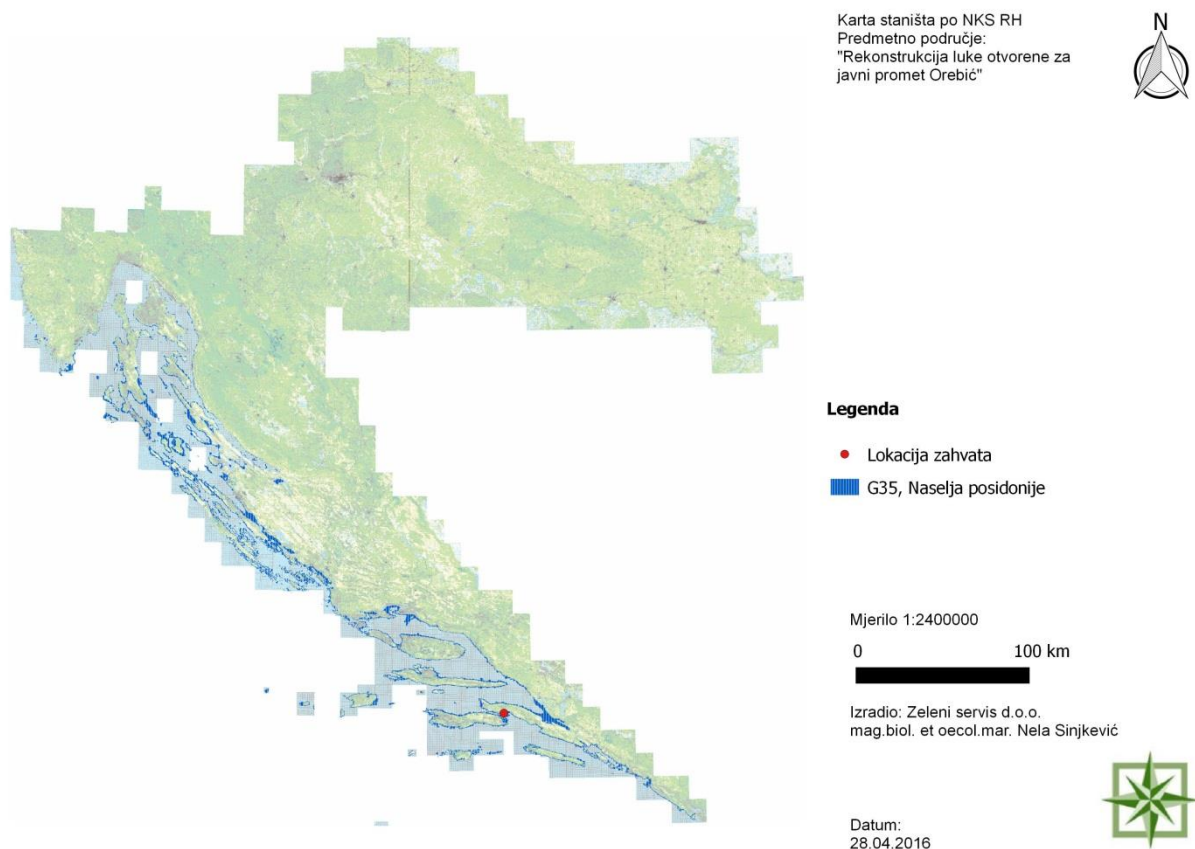 Karta staništa po NKS RH
Predmetno područje:
"Rekonstrukcija luke otvorene za
javni promet Orebić"
N
Legenda
Lokacija zahvata
G35, Naselja posidonije
Mjerilo 1:2400000
0 100 km
Izradio: Zeleni servis d.o.o.
mag.biol. et oecol.mar. Nela Sinjkević
Datum:
28.04.2016